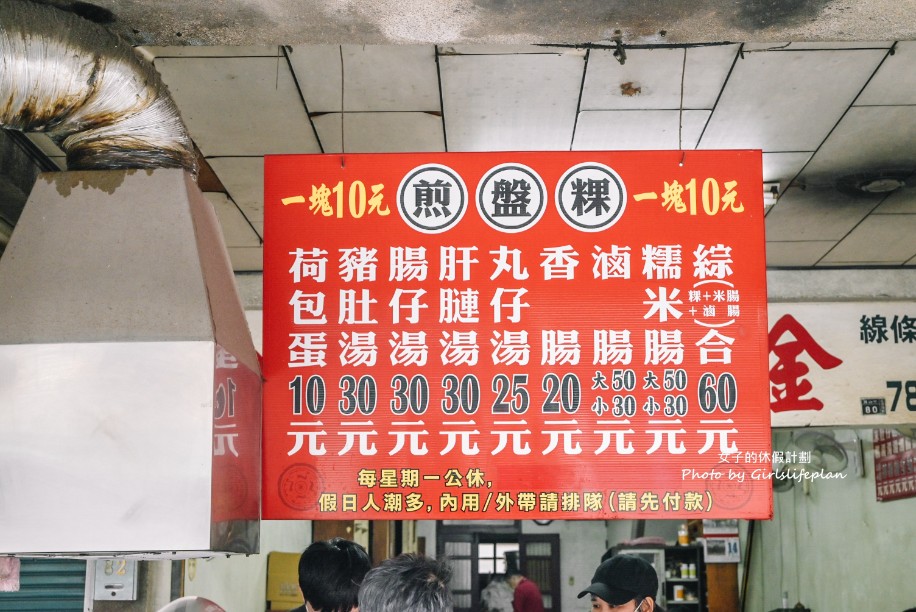 一塊10元 煎盤粿 一塊10元
綜(粿+米腸+滷腸)合 60元
糯米腸 大50 小30元
滷腸 大50 小30元
香腸 20元
丸仔湯 25元
肝膁湯 30元
腸仔湯 30元
豬肚湯 30元
荷包蛋 10元
每星期一公休,
假日人潮多,內用/外帶請排隊(請先付款)
女子的休假計劃
Photo by Girlslifeplan
金
線條
78
80
82
14